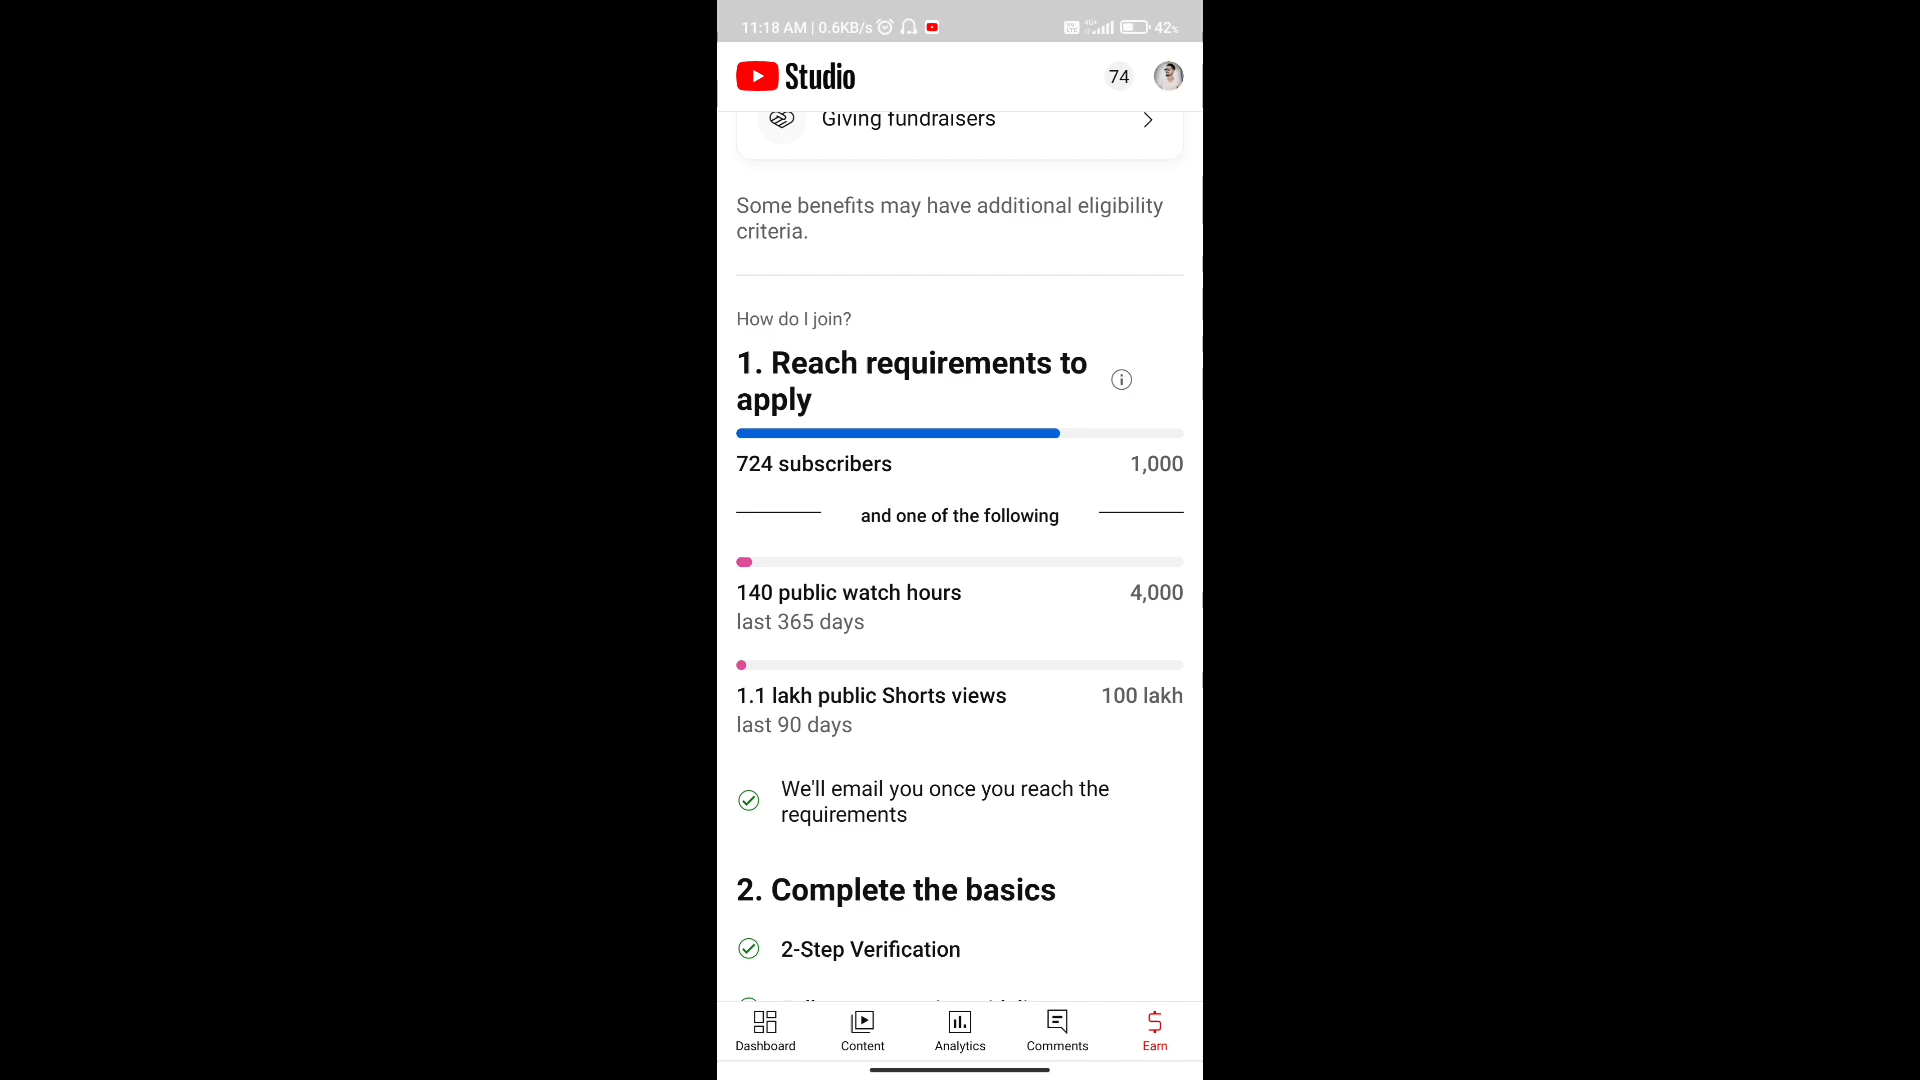 11:18 AM | 0.6KB/s
4G+
42%
Studio
74
Giving fundraisers
Some benefits may have additional eligibility
criteria.
How do I join?
1. Reach requirements to
apply
724 subscribers
1,000
and one of the following
140 public watch hours
4,000
last 365 days
1.1 lakh public Shorts views
100 lakh
last 90 days
We'll email you once you reach the
requirements
2. Complete the basics
2-Step Verification
Dashboard
Content
Analytics
Comments
Earn